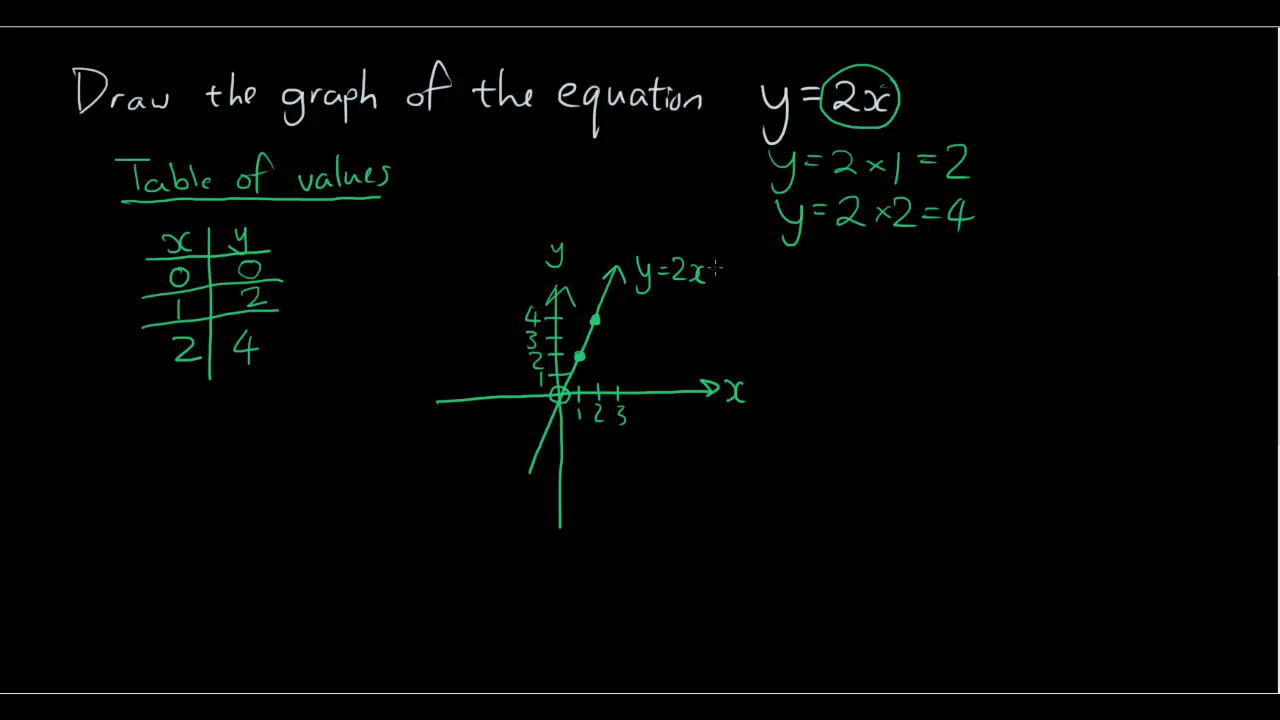 Draw the graph of the equation y=2x
y=2×1=2
Table of values
y=2×2=4
x y
0 0
1 2
2 4
y
y=2x
4
3
2
1
x
1 2 3